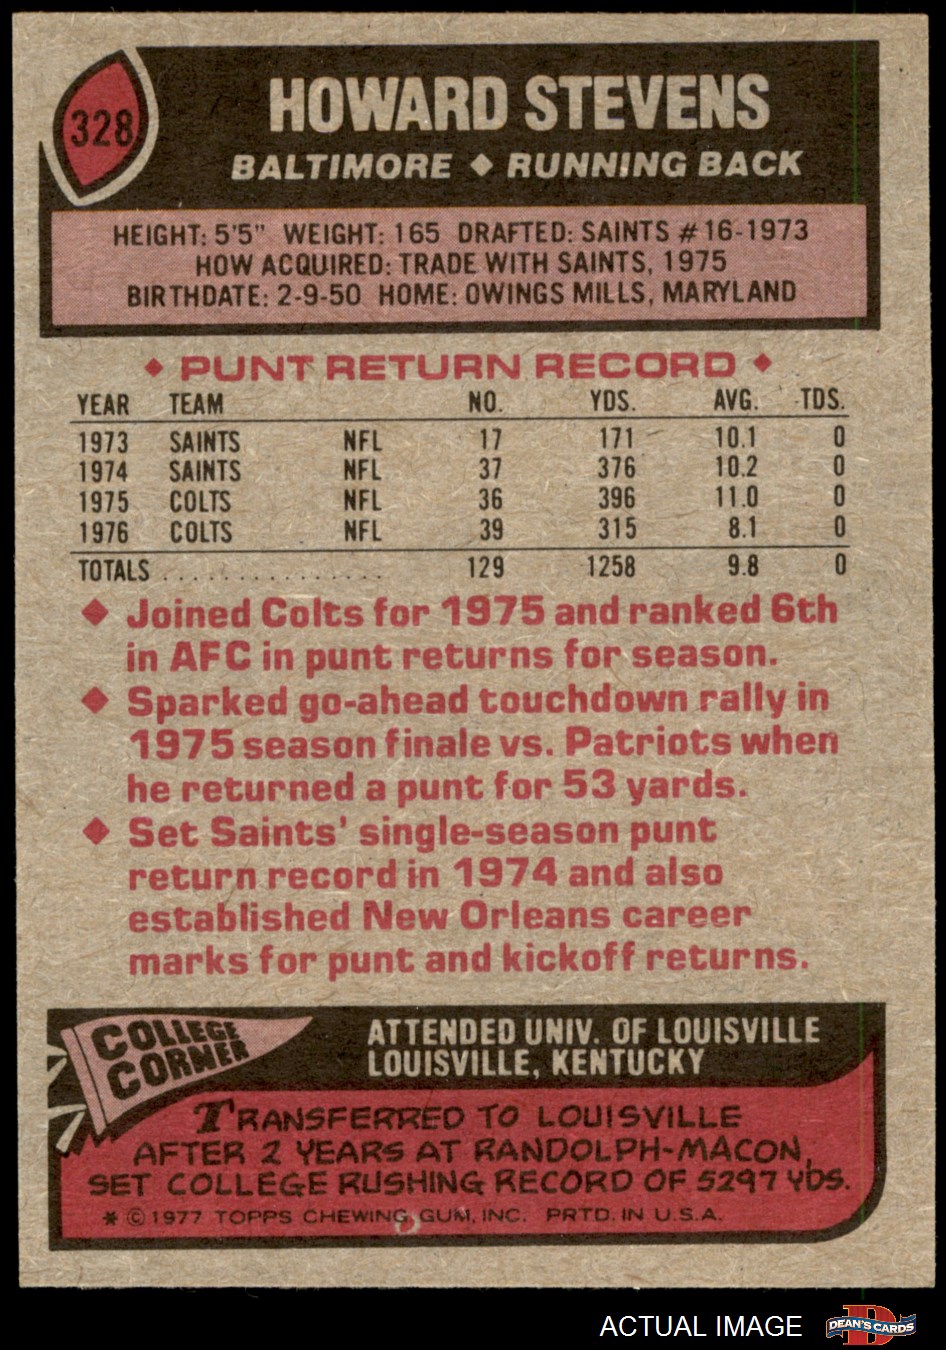 328
HOWARD STEVENS
BALTIMORE ◆ RUNNING BACK
HEIGHT: 5'5" WEIGHT: 165 DRAFTED: SAINTS #16-1973
HOW ACQUIRED: TRADE WITH SAINTS, 1975
BIRTHDATE: 2-9-50 HOME: OWINGS MILLS, MARYLAND
◆ PUNT RETURN RECORD ◆
YEAR TEAM NO. YDS. AVG. TDS.
1973 SAINTS NFL 17 171 10.1 0
1974 SAINTS NFL 37 376 10.2 0
1975 COLTS NFL 36 396 11.0 0
1976 COLTS NFL 39 315 8.1 0
TOTALS . . . . . . . . . . . . . . . . 129 1258 9.8 0
◆ Joined Colts for 1975 and ranked 6th
in AFC in punt returns for season.
◆ Sparked go-ahead touchdown rally in
1975 season finale vs. Patriots when
he returned a punt for 53 yards.
◆ Set Saints' single-season punt
return record in 1974 and also
established New Orleans career
marks for punt and kickoff returns.
COLLEGE
CORNER
ATTENDED UNIV. OF LOUISVILLE
LOUISVILLE, KENTUCKY
TRANSFERRED TO LOUISVILLE
AFTER 2 YEARS AT RANDOLPH-MACON,
SET COLLEGE RUSHING RECORD OF 5297 YDS.
* © 1977 TOPPS CHEWING GUM, INC. PRTD. IN U.S.A.
ACTUAL IMAGE
DEAN'S CARDS